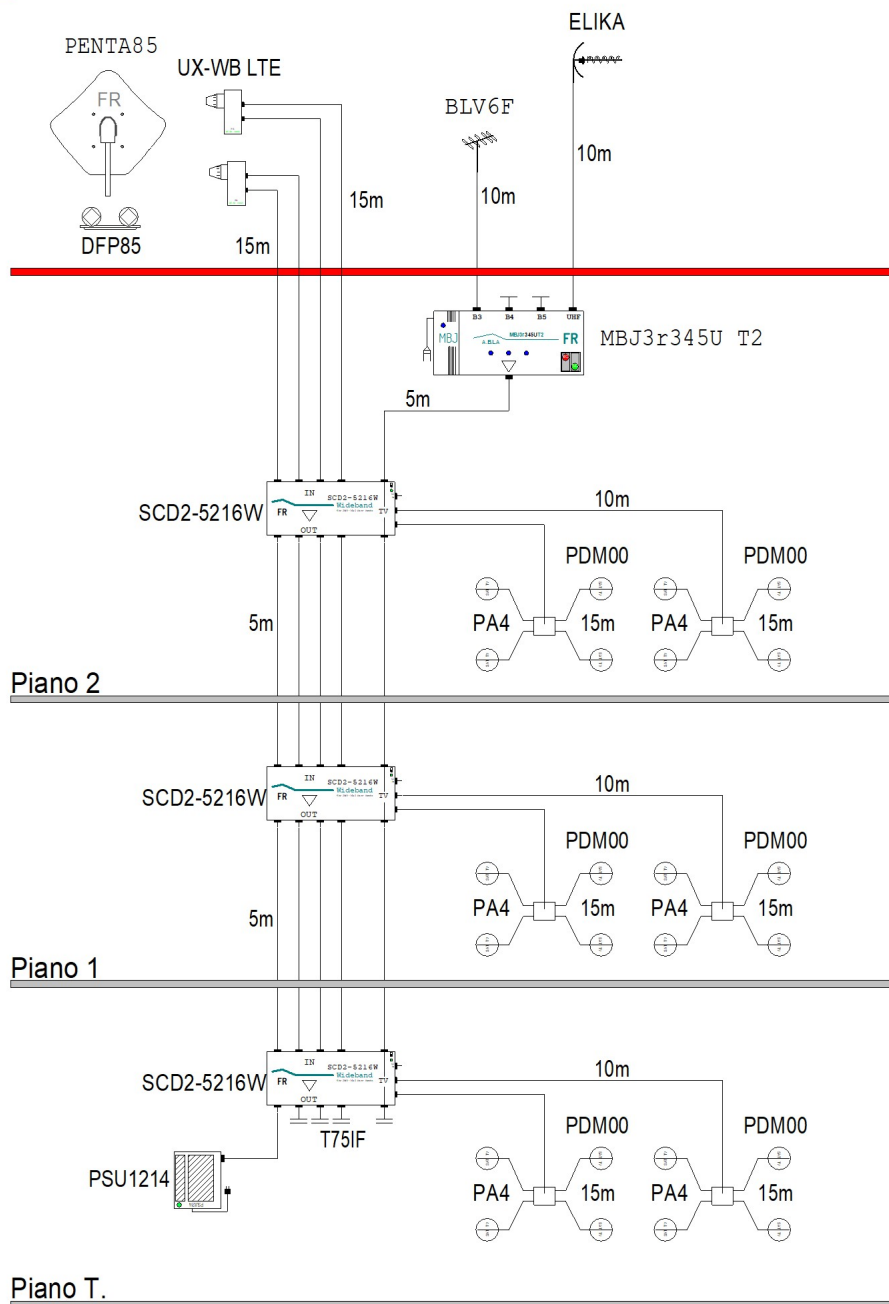 ELIKA
PENTA85
UX-WB LTE
FR
BLV6F
10m
10m
15m
DFP85
15m
B3
B4
B5
UHF
MBJ
MBJ3r345UT2
A.BI.A
FR
MBJ3r345U T2
5m
SCD2-5216W
IN
SCD2-5216W
Wideband
FR
TV
OUT
10m
PDM00
PDM00
5m
PA4
15m
PA4
15m
Piano 2
SCD2-5216W
IN
SCD2-5216W
Wideband
FR
TV
OUT
10m
PDM00
PDM00
5m
PA4
15m
PA4
15m
Piano 1
SCD2-5216W
IN
SCD2-5216W
Wideband
FR
TV
OUT
10m
T75IF
PDM00
PDM00
PSU1214
PA4
15m
PA4
15m
Piano T.